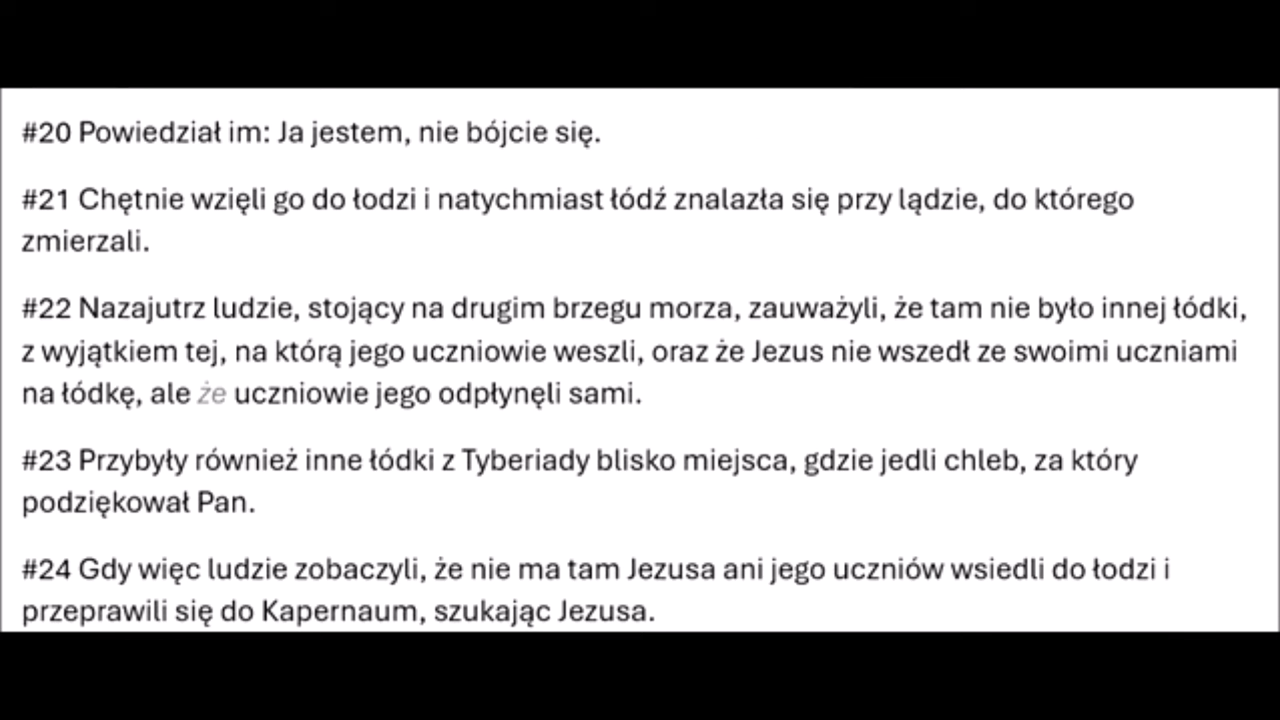 #20 Powiedział im: Ja jestem, nie bójcie się.
#21 Chętnie wzięli go do łodzi i natychmiast łódź znalazła się przy lądzie, do którego
zmierzali.
#22 Nazajutrz ludzie, stojący na drugim brzegu morza, zauważyli, że tam nie było innej łódki,
z wyjątkiem tej, na którą jego uczniowie weszli, oraz że Jezus nie wszedł ze swoimi uczniami
na łódkę, ale że uczniowie jego odpłynęli sami.
#23 Przybyły również inne łódki z Tyberiady blisko miejsca, gdzie jedli chleb, za który
podziękował Pan.
#24 Gdy więc ludzie zobaczyli, że nie ma tam Jezusa ani jego uczniów wsiedli do łodzi i
przeprawili się do Kapernaum, szukając Jezusa.